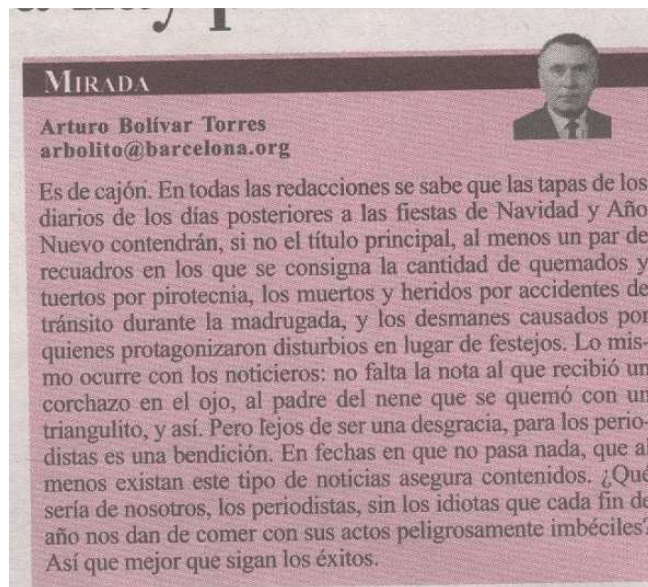 MIRADA
Arturo Bolívar Torres
arbolito@barcelona.org
Es de cajón. En todas las redacciones se sabe que las tapas de los
diarios de los días posteriores a las fiestas de Navidad y Año
Nuevo contendrán, si no el título principal, al menos un par de
recuadros en los que se consigna la cantidad de quemados y
tuertos por pirotecnia, los muertos y heridos por accidentes de
tránsito durante la madrugada, y los desmanes causados por
quienes protagonizaron disturbios en lugar de festejos. Lo mis-
mo ocurre con los noticieros: no falta la nota al que recibió un
corchazo en el ojo, al padre del nene que se quemó con un
triangulito, y así. Pero lejos de ser una desgracia, para los perio-
distas es una bendición. En fechas en que no pasa nada, que al
menos existan este tipo de noticias asegura contenidos. ¿Qué
sería de nosotros, los periodistas, sin los idiotas que cada fin de
año nos dan de comer con sus actos peligrosamente imbéciles?
Así que mejor que sigan los éxitos.